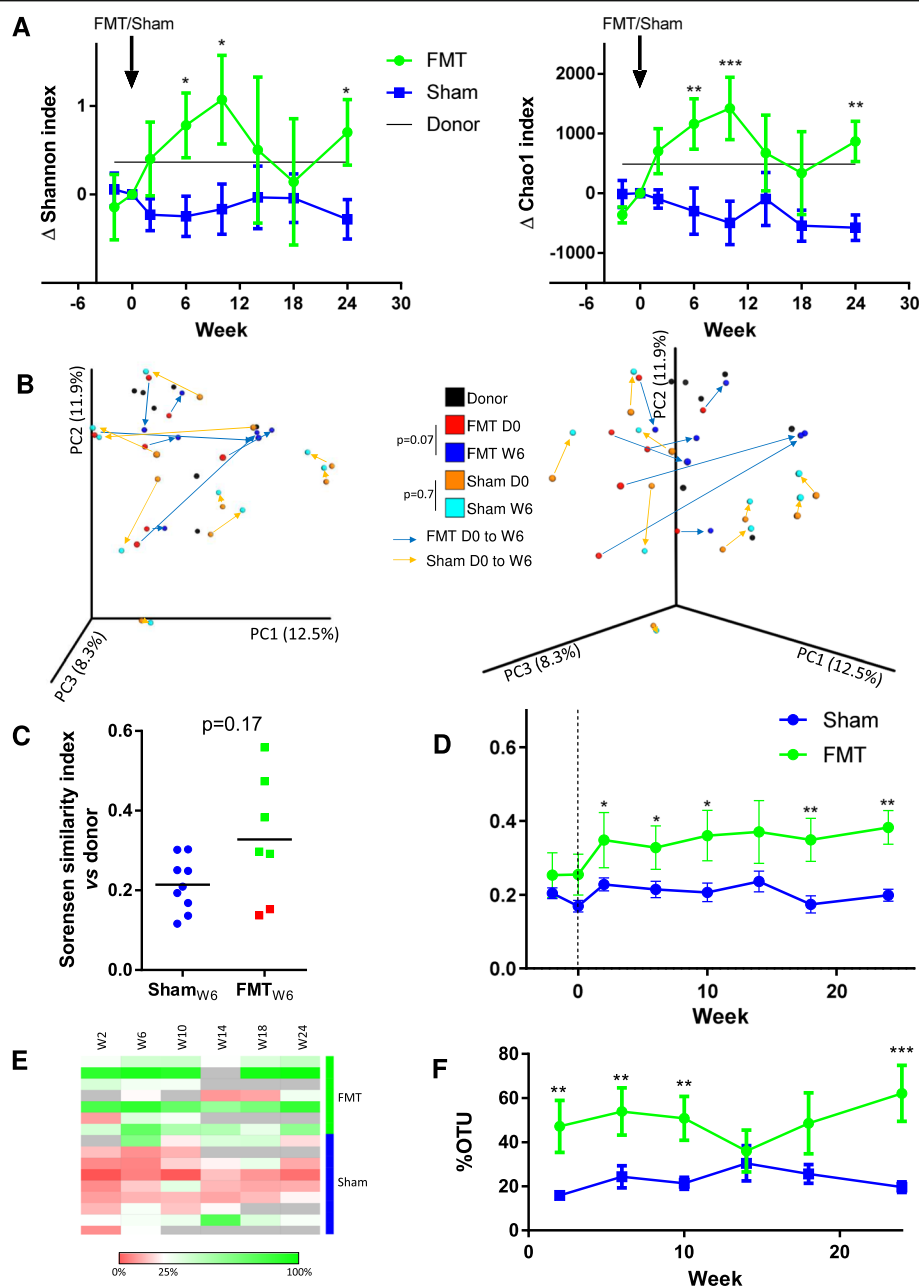 A
FMT/Sham
Δ Shannon index
1
0
*
*
*
-6 0 6 12 18 24 30
Week
FMT
Sham
Donor
FMT/Sham
Δ Chao1 index
2000
1000
0
-1000
**
***
**
-6 0 6 12 18 24 30
Week
B
PC2 (11.9%)
PC1 (12.5%)
PC3 (8.3%)
Donor
FMT D0
p=0.07
FMT W6
Sham D0
p=0.7
Sham W6
FMT D0 to W6
Sham D0 to W6
PC2 (11.9%)
PC3 (8.3%)
PC1 (12.5%)
C
p=0.17
Sorensen similarity index
vs donor
0.6
0.4
0.2
0.0
ShamW6 FMTW6
D
Sham
FMT
0.6
0.4
0.2
0.0
* * * ** **
0 10 20
Week
E
W2 W6 W10 W14 W18 W24
FMT
Sham
0% 25% 100%
F
%OTU
80
60
40
20
0
** ** ** ***
0 10 20
Week